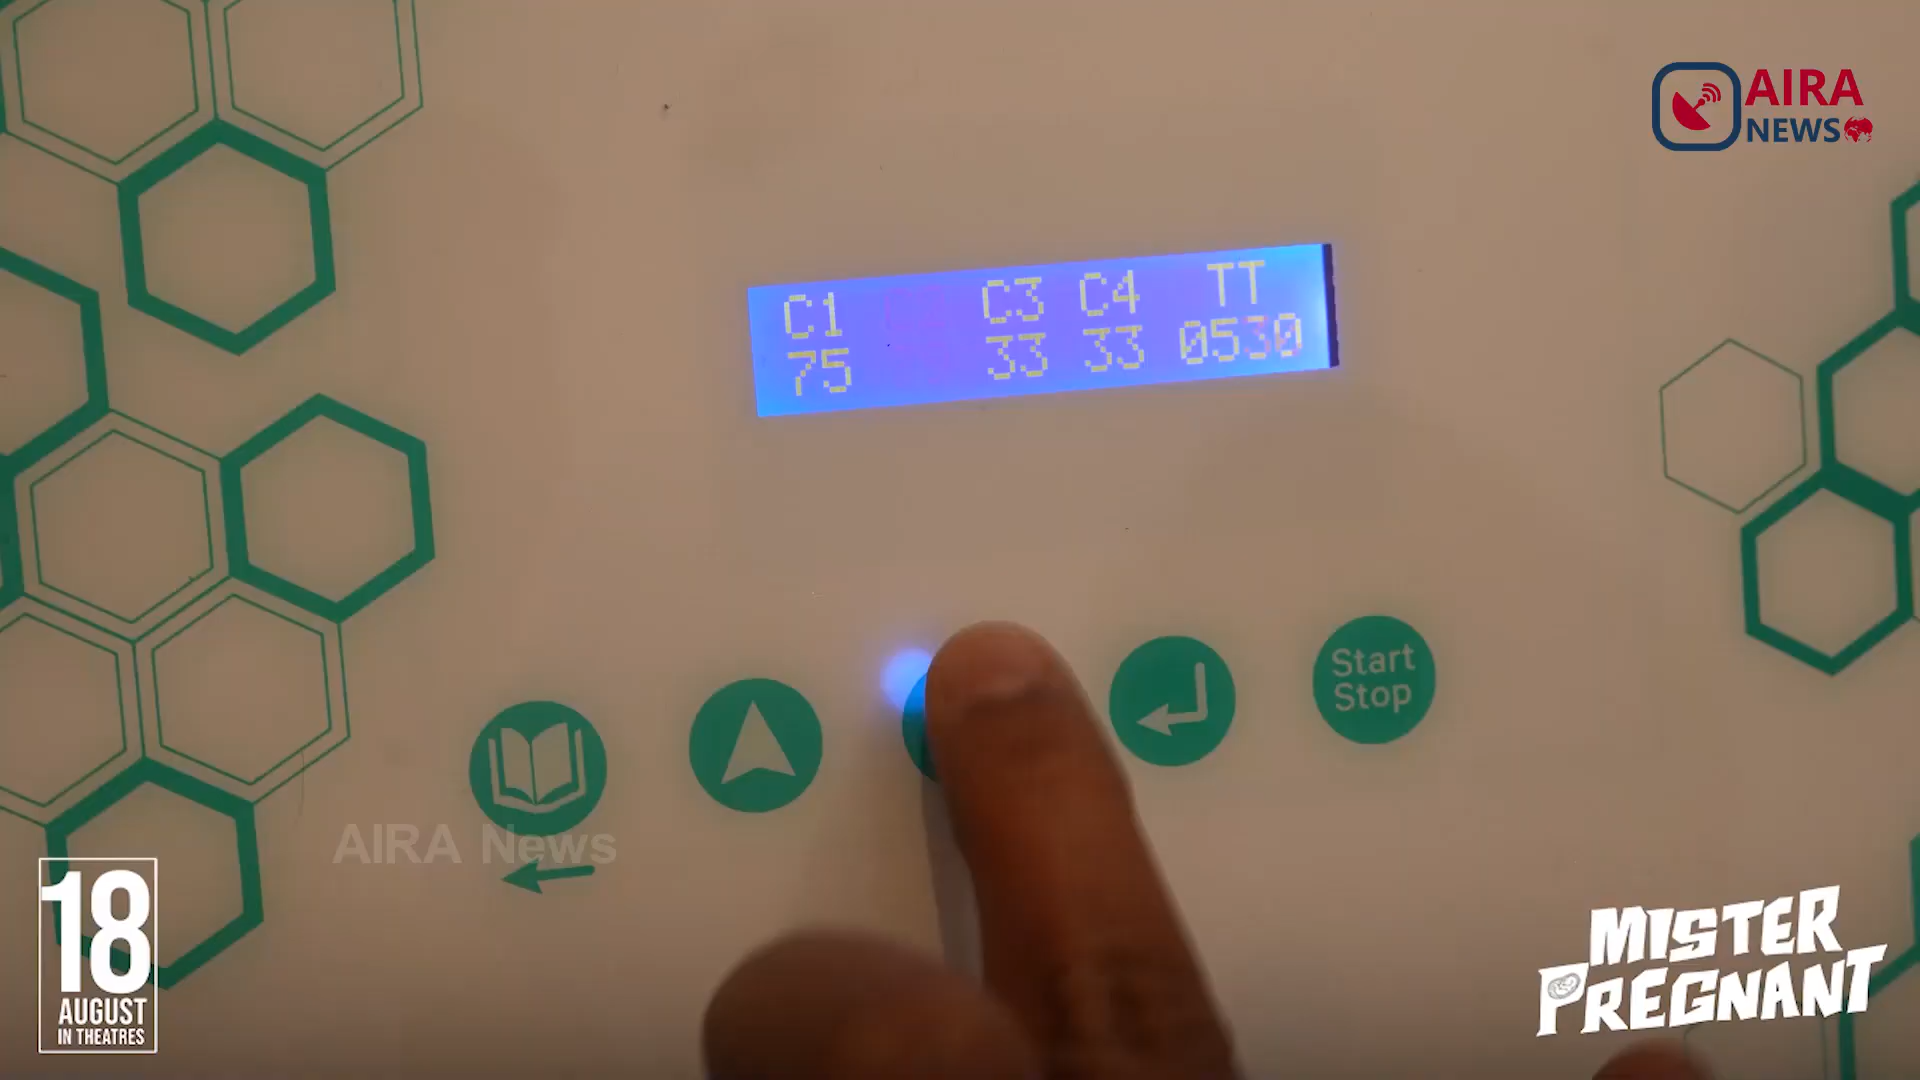 AIRA
NEWS
C1 C2 C3 C4 TT
75 33 33 0530
Start
Stop
AIRA News
18
AUGUST
IN THEATRES
MISTER
PREGNANT